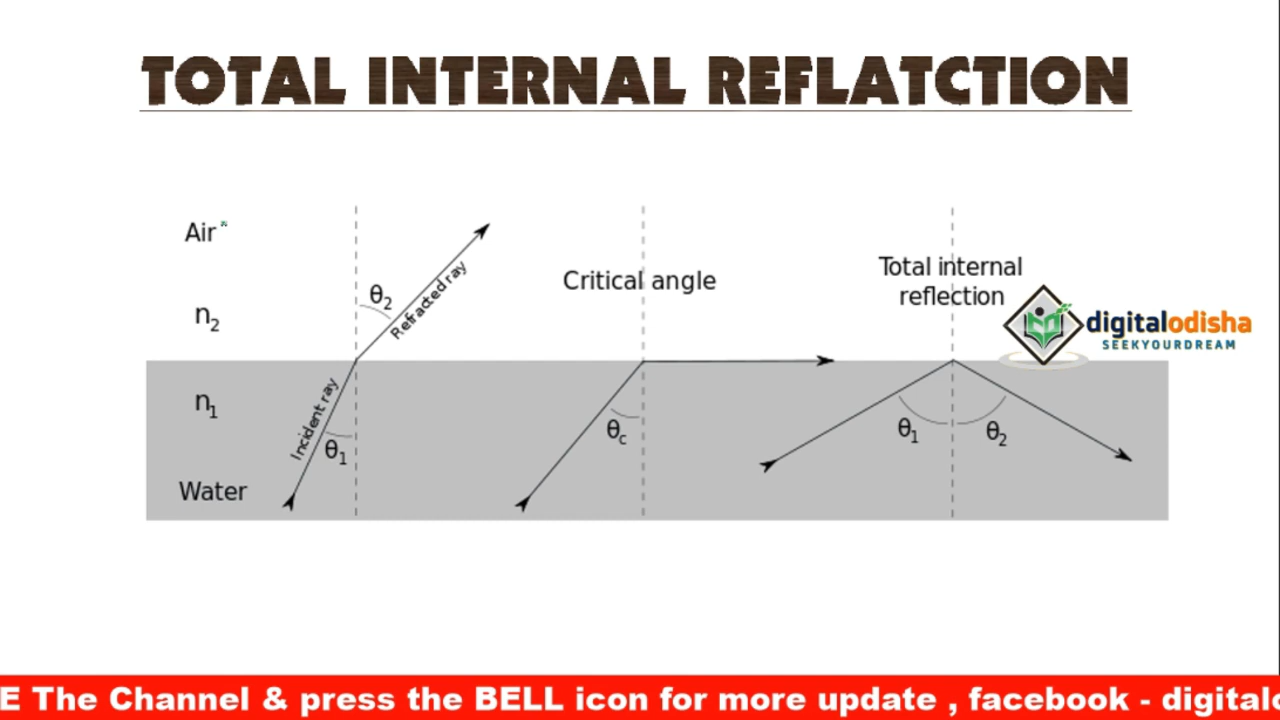 TOTAL INTERNAL REFLATCTION
Air
n2
θ2
Refracted ray
Critical angle
Total internal
reflection
digitalodisha
SEEKYOURDREAM
n1
Incident ray
θ1
Water
θc
θ1
θ2
E The Channel & press the BELL icon for more update , facebook - digital